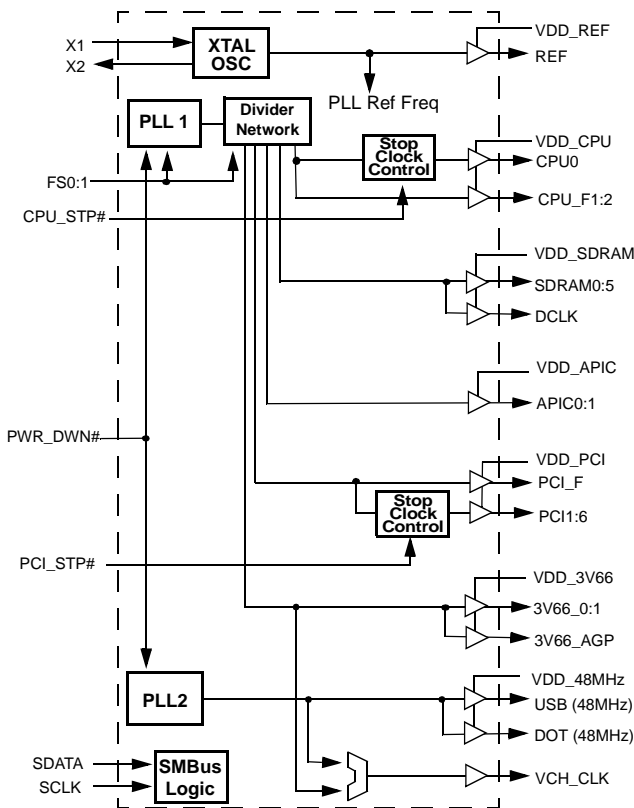 X1
X2
XTAL
OSC
VDD_REF
REF
PLL Ref Freq
PLL 1
Divider
Network
FS0:1
CPU_STP#
Stop
Clock
Control
VDD_CPU
CPU0
CPU_F1:2
VDD_SDRAM
SDRAM0:5
DCLK
VDD_APIC
APIC0:1
PWR_DWN#
VDD_PCI
PCI_F
Stop
Clock
Control
PCI1:6
PCI_STP#
VDD_3V66
3V66_0:1
3V66_AGP
PLL2
VDD_48MHz
USB (48MHz)
DOT (48MHz)
SDATA
SCLK
SMBus
Logic
VCH_CLK